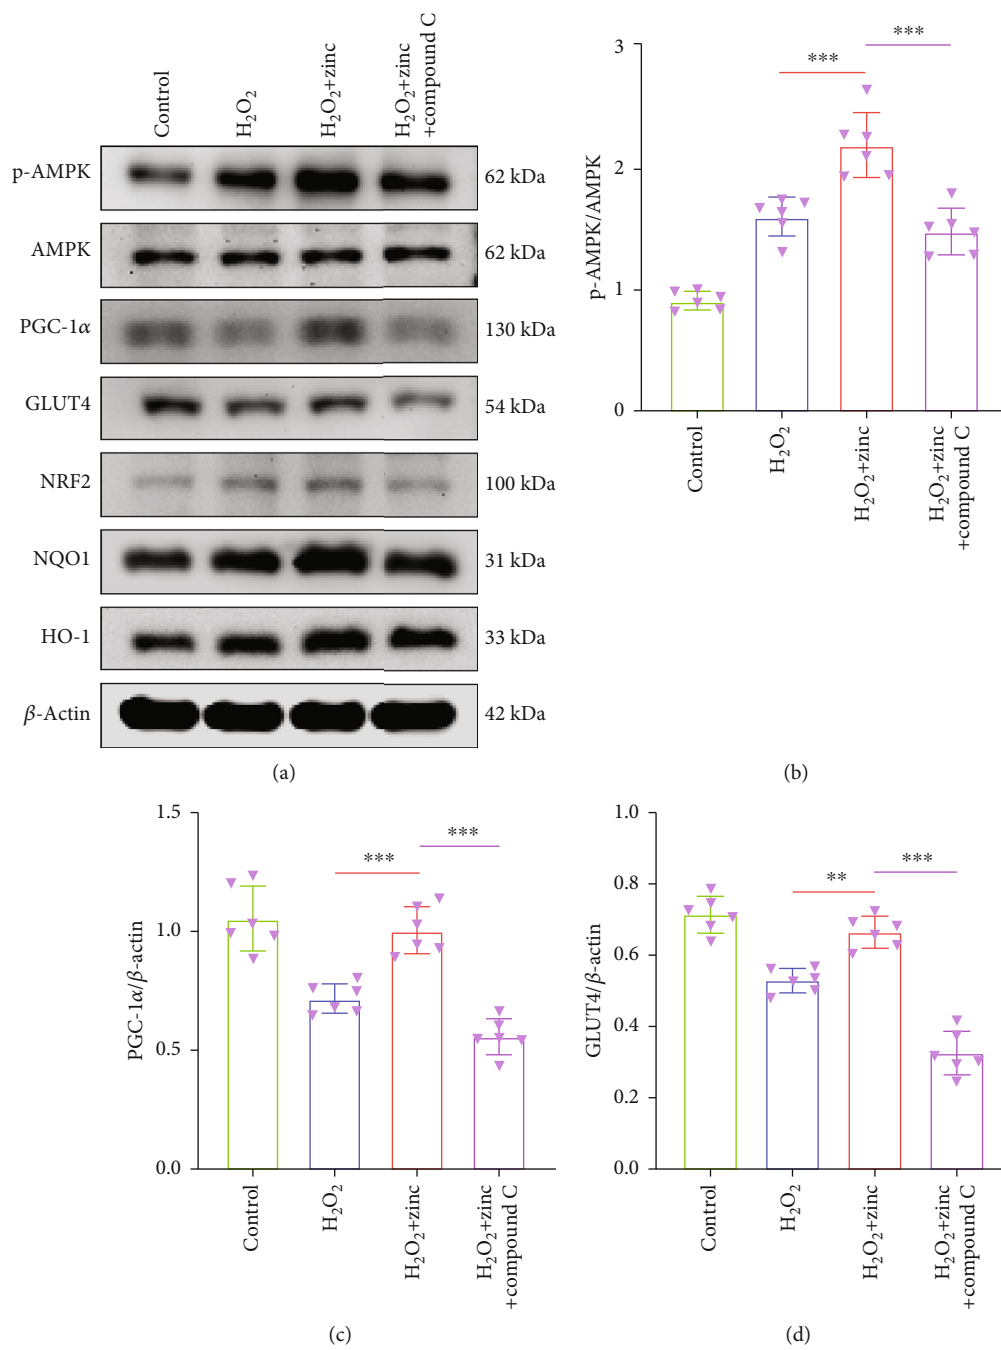 Control
H₂O₂
H₂O₂+zinc
H₂O₂+zinc
+compound C
p-AMPK
62 kDa
AMPK
62 kDa
PGC-1α
130 kDa
GLUT4
54 kDa
NRF2
100 kDa
NQO1
31 kDa
HO-1
33 kDa
β-Actin
42 kDa
(a)
p-AMPK/AMPK
3
2
1
0
***
***
Control
H₂O₂
H₂O₂+zinc
H₂O₂+zinc
+compound C
(b)
PGC-1α/β-actin
1.5
1.0
0.5
0.0
***
***
Control
H₂O₂
H₂O₂+zinc
H₂O₂+zinc
+compound C
(c)
GLUT4/β-actin
1.0
0.8
0.6
0.4
0.2
0.0
**
***
Control
H₂O₂
H₂O₂+zinc
H₂O₂+zinc
+compound C
(d)